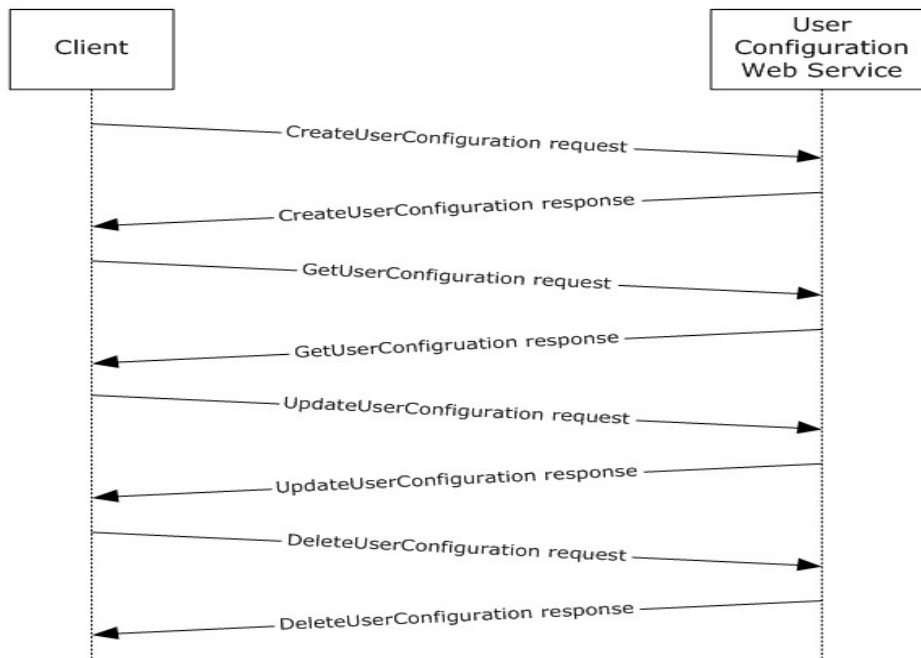 Client
User
Configuration
Web Service
CreateUserConfiguration request
CreateUserConfiguration response
GetUserConfiguration request
GetUserConfigruation response
UpdateUserConfiguration request
UpdateUserConfiguration response
DeleteUserConfiguration request
DeleteUserConfiguration response